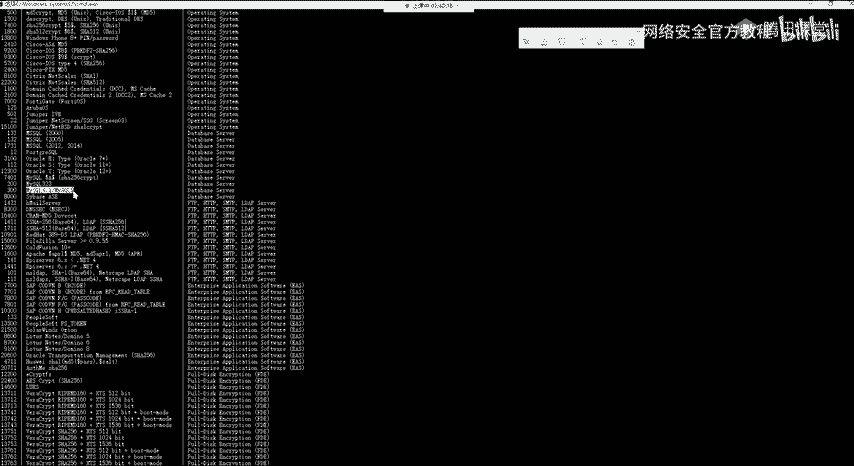 500 | md5crypt, MD5 (Unix), Cisco-IOS $1$ (MD5) | Operating System
1500 | descrypt, DES (Unix), Traditional DES | Operating System
7400 | sha256crypt $5$, SHA256 (Unix) | Operating System
1800 | sha512crypt $6$, SHA512 (Unix) | Operating System
13800 | Windows Phone 8+ PIN/password | Operating System
2410 | Cisco-ASA MD5 | Operating System
9200 | Cisco-IOS $8$ (PBKDF2-SHA256) | Operating System
9300 | Cisco-IOS $9$ (scrypt) | Operating System
5700 | Cisco-IOS type 4 (SHA256) | Operating System
2400 | Cisco-PIX MD5 | Operating System
8100 | Citrix NetScaler (SHA1) | Operating System
22200 | Citrix NetScaler (SHA512) | Operating System
1100 | Domain Cached Credentials (DCC), MS Cache | Operating System
2100 | Domain Cached Credentials 2 (DCC2), MS Cache 2 | Operating System
7000 | FortiGate (FortiOS) | Operating System
125 | ArubaOS | Operating System
501 | Juniper IVE | Operating System
22 | Juniper NetScreen/SSG (ScreenOS) | Operating System
15100 | Juniper/NetBSD sha1crypt | Operating System
131 | MSSQL (2000) | Database Server
132 | MSSQL (2005) | Database Server
1731 | MSSQL (2012, 2014) | Database Server
12 | PostgreSQL | Database Server
3100 | Oracle H: Type (Oracle 7+) | Database Server
112 | Oracle S: Type (Oracle 11+) | Database Server
12300 | Oracle T: Type (Oracle 12+) | Database Server
7401 | MySQL $A$ (sha256crypt) | Database Server
200 | MySQL323 | Database Server
300 | MySQL4.1/MySQL5 | Database Server
8000 | Sybase ASE | Database Server
1421 | hMailServer | FTP, HTTP, SMTP, LDAP Server
8300 | DNSSEC (NSEC3) | FTP, HTTP, SMTP, LDAP Server
16400 | CRAM-MD5 Dovecot | FTP, HTTP, SMTP, LDAP Server
1411 | SSHA-256(Base64), LDAP {SSHA256} | FTP, HTTP, SMTP, LDAP Server
1711 | SSHA-512(Base64), LDAP {SSHA512} | FTP, HTTP, SMTP, LDAP Server
10901 | RedHat 389-DS LDAP (PBKDF2-HMAC-SHA256) | FTP, HTTP, SMTP, LDAP Server
15000 | FileZilla Server >= 0.9.55 | FTP, HTTP, SMTP, LDAP Server
12600 | ColdFusion 10+ | FTP, HTTP, SMTP, LDAP Server
1600 | Apache $apr1$ MD5, md5apr1, MD5 (APR) | FTP, HTTP, SMTP, LDAP Server
141 | Episerver 6.x < .NET 4 | FTP, HTTP, SMTP, LDAP Server
1441 | Episerver 6.x >= .NET 4 | FTP, HTTP, SMTP, LDAP Server
101 | nsldap, SHA-1(Base64), Netscape LDAP SHA | FTP, HTTP, SMTP, LDAP Server
111 | nsldaps, SSHA-1(Base64), Netscape LDAP SSHA | FTP, HTTP, SMTP, LDAP Server
7700 | SAP CODVN B (BCODE) | Enterprise Application Software (EAS)
7701 | SAP CODVN B (BCODE) from RFC_READ_TABLE | Enterprise Application Software (EAS)
7800 | SAP CODVN F/G (PASSCODE) | Enterprise Application Software (EAS)
7801 | SAP CODVN F/G (PASSCODE) from RFC_READ_TABLE | Enterprise Application Software (EAS)
10300 | SAP CODVN H (PWDSALTEDHASH) iSSHA-1 | Enterprise Application Software (EAS)
133 | PeopleSoft | Enterprise Application Software (EAS)
13500 | PeopleSoft PS_TOKEN | Enterprise Application Software (EAS)
21500 | SolarWinds Orion | Enterprise Application Software (EAS)
8600 | Lotus Notes/Domino 5 | Enterprise Application Software (EAS)
8700 | Lotus Notes/Domino 6 | Enterprise Application Software (EAS)
9100 | Lotus Notes/Domino 8 | Enterprise Application Software (EAS)
20600 | Oracle Transportation Management (SHA256) | Enterprise Application Software (EAS)
4711 | Huawei sha1(md5($pass).$salt) | Enterprise Application Software (EAS)
20711 | AuthMe sha256 | Enterprise Application Software (EAS)
12200 | eCryptfs | Full-Disk Encryption (FDE)
22400 | AES Crypt (SHA256) | Full-Disk Encryption (FDE)
14600 | LUKS | Full-Disk Encryption (FDE)
13711 | VeraCrypt RIPEMD160 + XTS 512 bit | Full-Disk Encryption (FDE)
13712 | VeraCrypt RIPEMD160 + XTS 1024 bit | Full-Disk Encryption (FDE)
13713 | VeraCrypt RIPEMD160 + XTS 1536 bit | Full-Disk Encryption (FDE)
13741 | VeraCrypt RIPEMD160 + XTS 512 bit + boot-mode | Full-Disk Encryption (FDE)
13742 | VeraCrypt RIPEMD160 + XTS 1024 bit + boot-mode | Full-Disk Encryption (FDE)
13743 | VeraCrypt RIPEMD160 + XTS 1536 bit + boot-mode | Full-Disk Encryption (FDE)
13751 | VeraCrypt SHA256 + XTS 512 bit | Full-Disk Encryption (FDE)
13752 | VeraCrypt SHA256 + XTS 1024 bit | Full-Disk Encryption (FDE)
13753 | VeraCrypt SHA256 + XTS 1536 bit | Full-Disk Encryption (FDE)
13761 | VeraCrypt SHA256 + XTS 512 bit + boot-mode | Full-Disk Encryption (FDE)
13762 | VeraCrypt SHA256 + XTS 1024 bit + boot-mode | Full-Disk Encryption (FDE)
13763 | VeraCrypt SHA256 + XTS 1536 bit + boot-mode | Full-Disk Encryption (FDE)
网络安全官方教程
bilibili